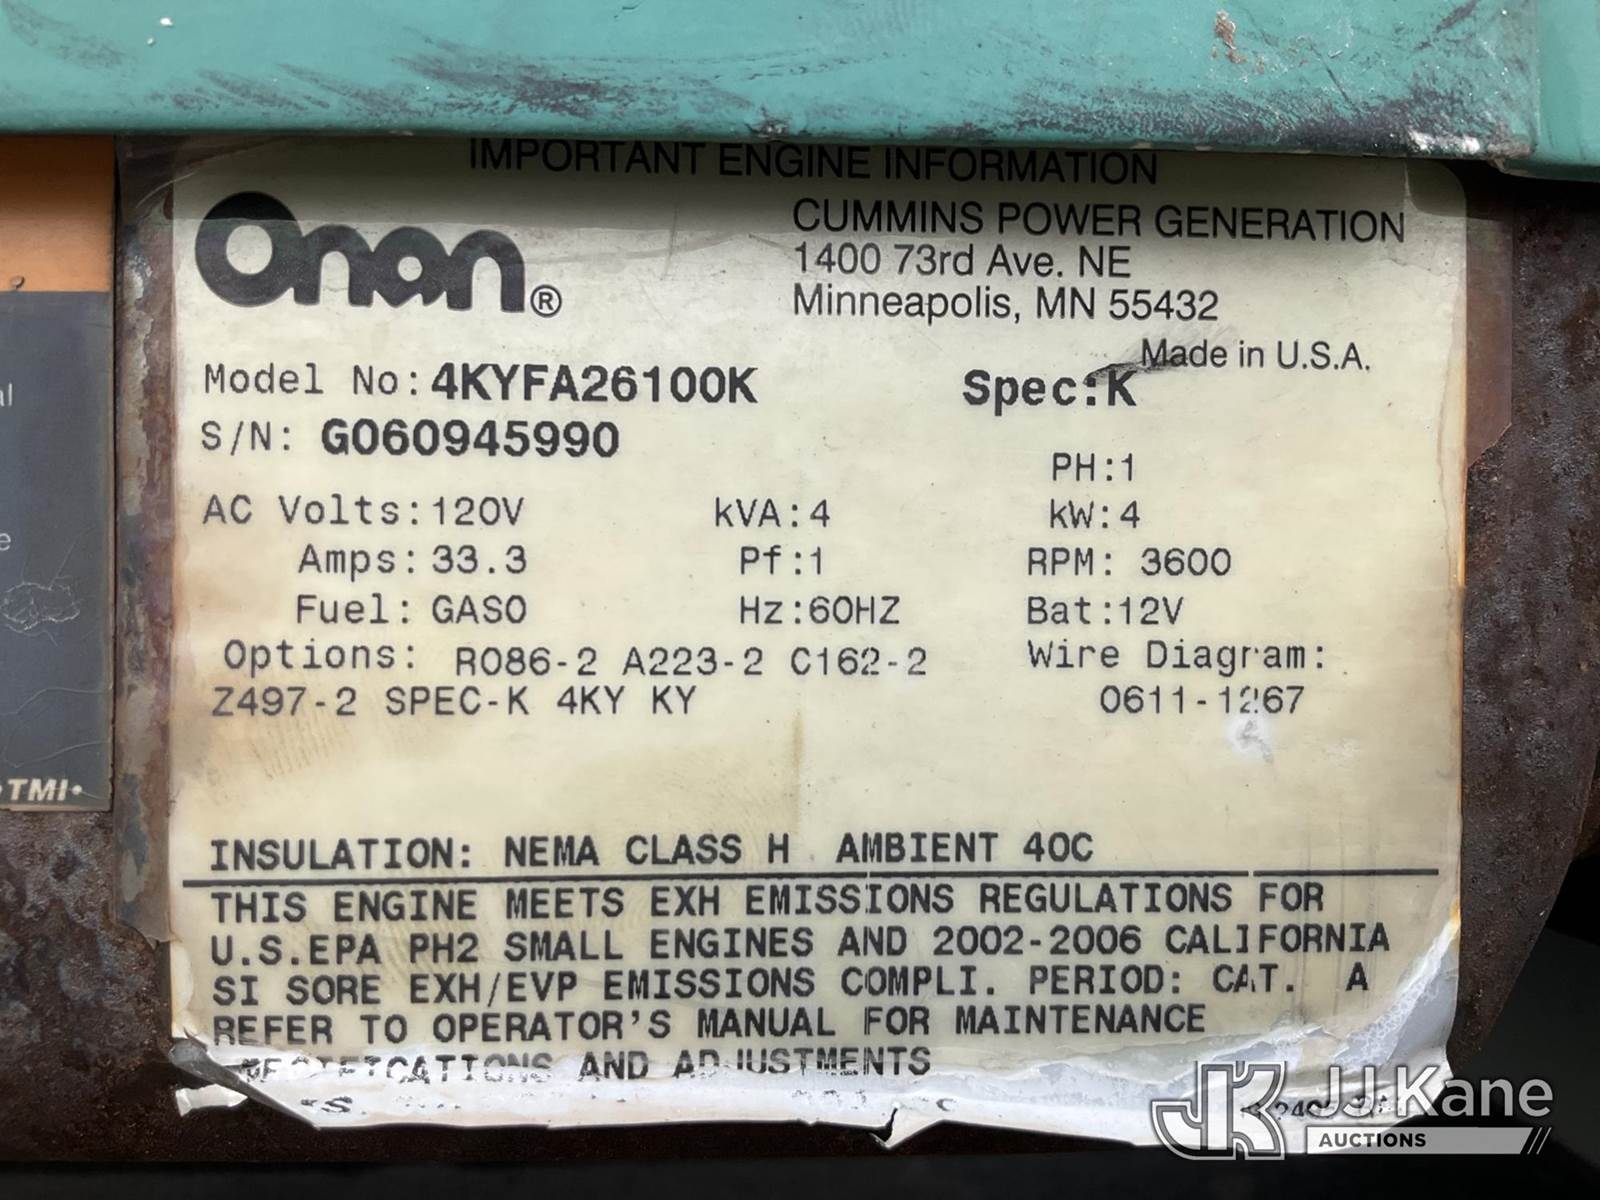 IMPORTANT ENGINE INFORMATION
Onan®
CUMMINS POWER GENERATION
1400 73rd Ave. NE
Minneapolis, MN 55432
Made in U.S.A.
Model No: 4KYFA26100K Spec:K
S/N: G060945990
PH:1
AC Volts:120V kVA:4 kW:4
Amps:33.3 Pf:1 RPM: 3600
Fuel: GASO Hz:60HZ Bat:12V
Options: R086-2 A223-2 C162-2 Wire Diagram:
Z497-2 SPEC-K 4KY KY 0611-1267
INSULATION: NEMA CLASS H AMBIENT 40C
THIS ENGINE MEETS EXH EMISSIONS REGULATIONS FOR
U.S.EPA PH2 SMALL ENGINES AND 2002-2006 CALIFORNIA
SI SORE EXH/EVP EMISSIONS COMPLI. PERIOD: CAT. A
REFER TO OPERATOR'S MANUAL FOR MAINTENANCE
AND ADJUSTMENTS
•TMI•
JJ Kane
AUCTIONS